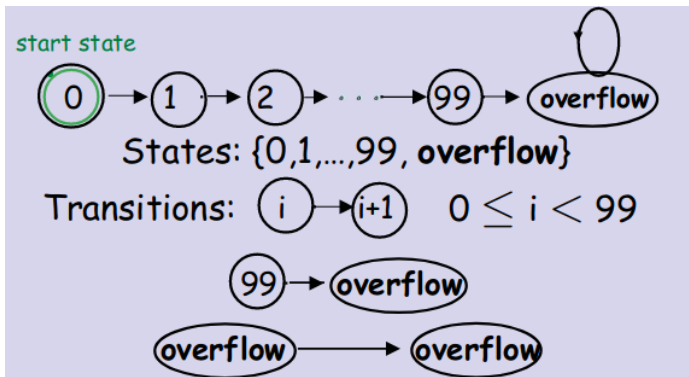 start state
0 1 2 ... 99 overflow
States: {0,1,...,99, overflow}
Transitions: i i+1 0 ≤ i < 99
99 overflow
overflow overflow